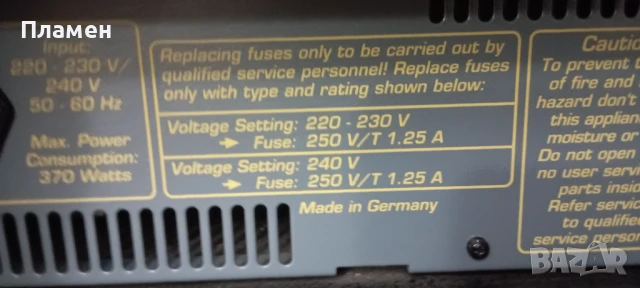 Пламен
Input:
220 - 230 V/
240 V
50 - 60 Hz
Max. Power
Consumption:
370 Watts
Replacing fuses only to be carried out by
qualified service personnel! Replace fuses
only with type and rating shown below:
Voltage Setting: 220 - 230 V
→ Fuse: 250 V/T 1.25 A
Voltage Setting: 240 V
→ Fuse: 250 V/T 1.25 A
Made in Germany
Cautio
To prevent t
of fire and
hazard don't
this applian
moisture or
Do not open
no user serv
parts insid
Refer servic
to qualifie
service person
BAZAR